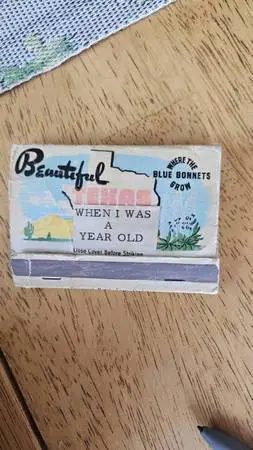 Beautiful
TEXAS
WHERE THE
BLUE BONNETS
GROW
WHEN I WAS
A
YEAR OLD
Close Cover Before Striking